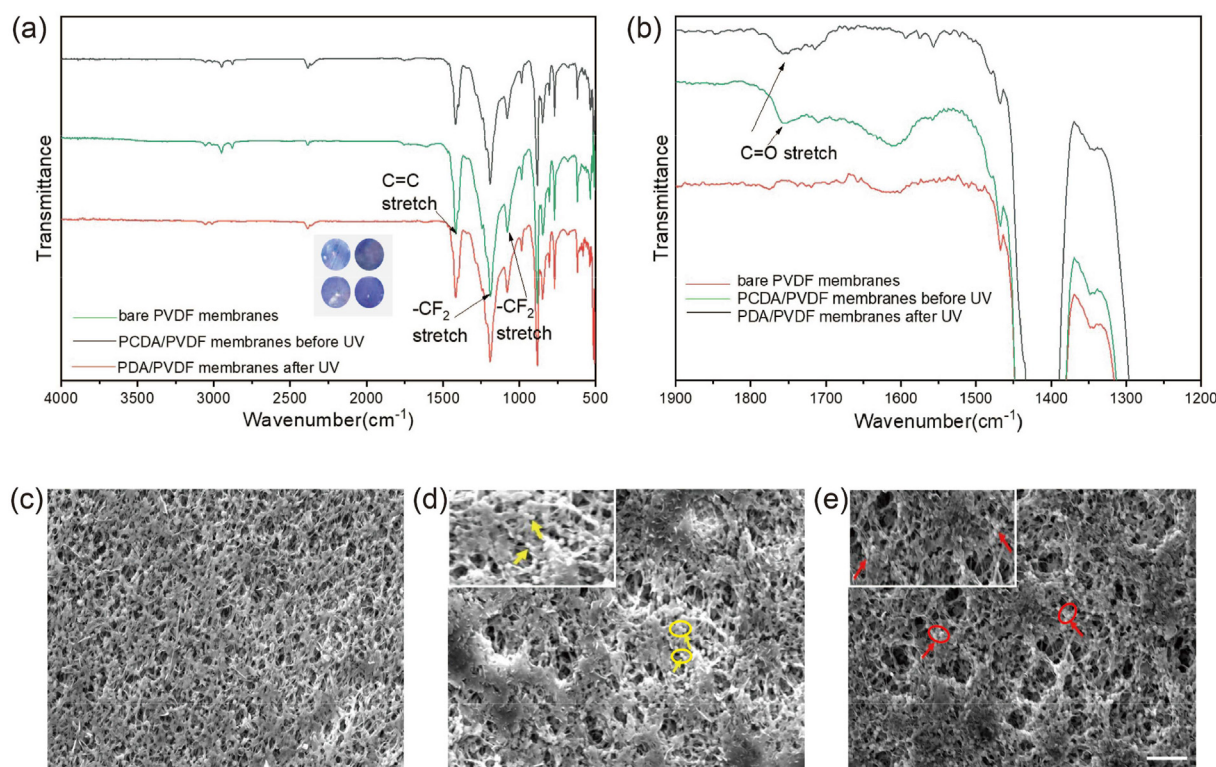 (a)
Transmittance
C=C
stretch
-CF₂
stretch
-CF₂
stretch
bare PVDF membranes
PCDA/PVDF membranes before UV
PDA/PVDF membranes after UV
4000 3500 3000 2500 2000 1500 1000 500
Wavenumber(cm⁻¹)
(b)
Transmittance
C=O stretch
bare PVDF membranes
PCDA/PVDF membranes before UV
PDA/PVDF membranes after UV
1900 1800 1700 1600 1500 1400 1300 1200
Wavenumber(cm⁻¹)
(c)
(d)
(e)